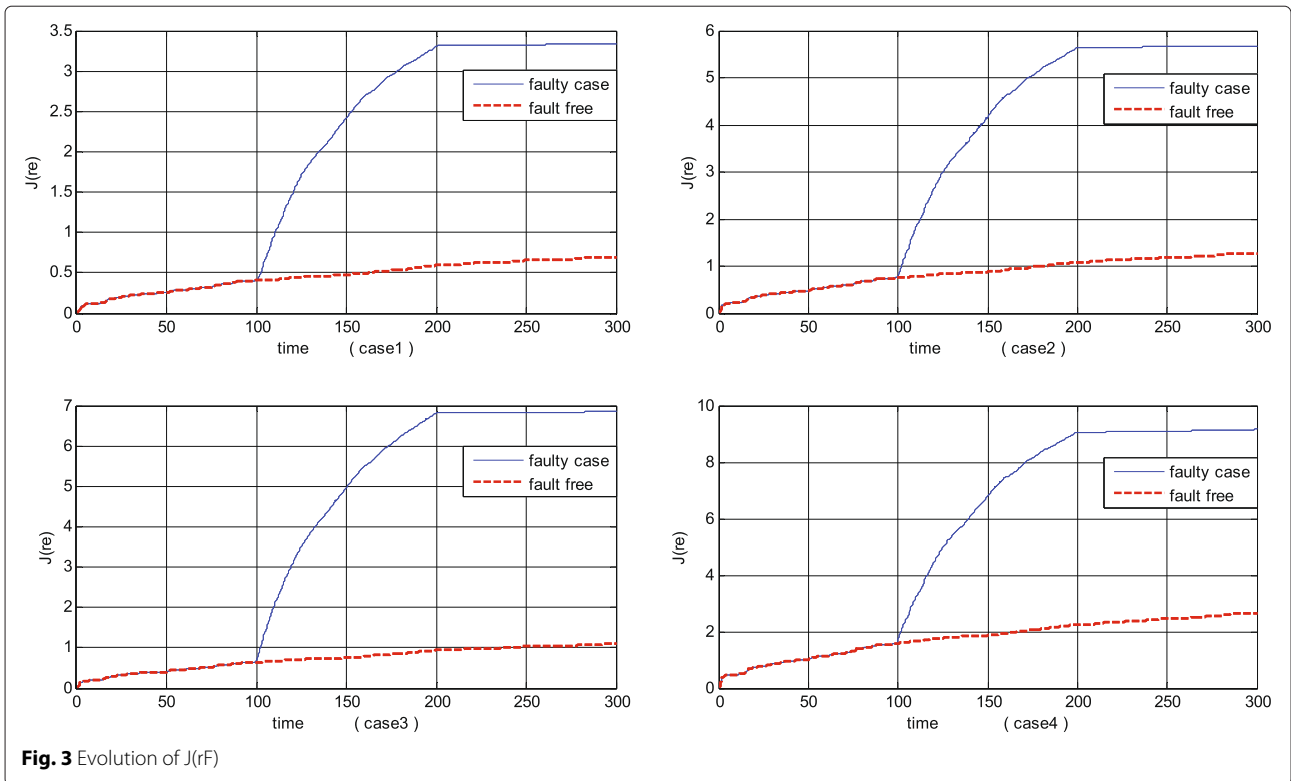 3.5
3
2.5
2
1.5
1
0.5
0
J(re)
faulty case
fault free
0 50 100 150 200 250 300
time ( case1 )
6
5
4
3
2
1
0
J(re)
faulty case
fault free
0 50 100 150 200 250 300
time ( case2 )
7
6
5
4
3
2
1
0
J(re)
faulty case
fault free
0 50 100 150 200 250 300
time ( case3 )
10
8
6
4
2
0
J(re)
faulty case
fault free
0 50 100 150 200 250 300
time ( case4 )
Fig. 3 Evolution of J(rF)